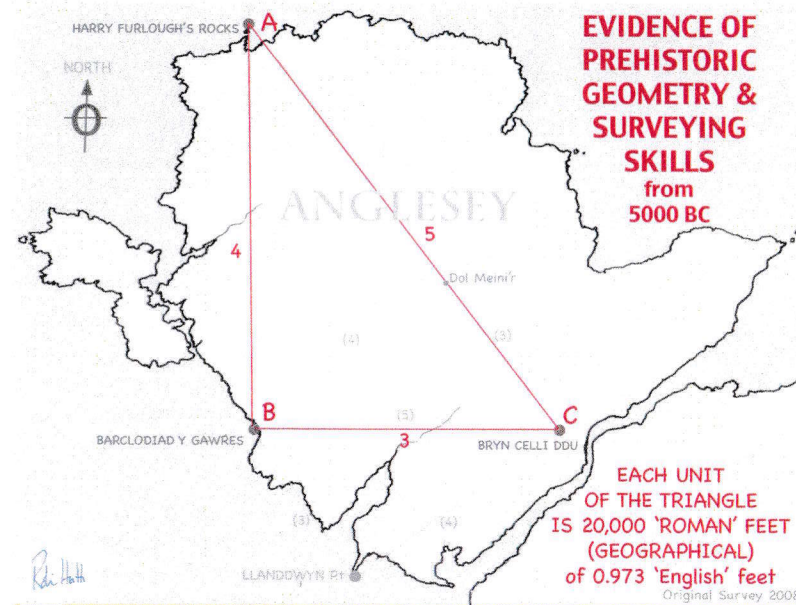 HARRY FURLOUGH'S ROCKS
A
EVIDENCE OF
PREHISTORIC
GEOMETRY &
SURVEYING
SKILLS
from
5000 BC
NORTH
ANGLESEY
4
5
Dol Meini'r
(4)
(3)
B
(5)
C
BARCLODIAD Y GAWRES
3
BRYN CELLI DDU
(3)
(4)
EACH UNIT
OF THE TRIANGLE
IS 20,000 'ROMAN' FEET
(GEOGRAPHICAL)
of 0.973 'English' feet
LLANDDWYN Pt
Original Survey 2008